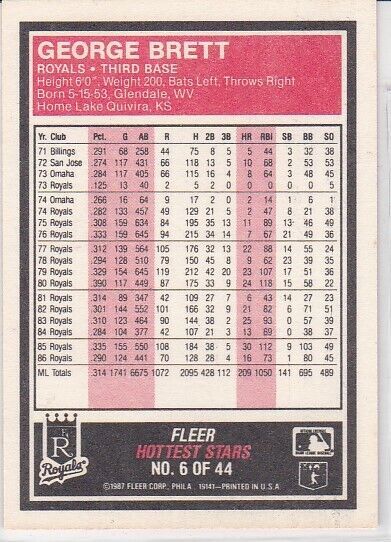 GEORGE BRETT
ROYALS • THIRD BASE
Height 6'0". Weight 200, Bats Left, Throws Right
Born 5-15-53, Glendale, WV
Home Lake Quivira, KS
Yr. Club Pct. G AB R H 2B 3B HR RBI SB BB SO
71 Billings .291 68 258 44 75 8 5 5 44 3 32 38
72 San Jose .274 117 431 66 118 13 5 10 68 2 53 53
73 Omaha .284 117 405 66 115 16 4 8 64 3 48 45
73 Royals .125 13 40 2 5 2 0 0 0 0 0 5
74 Omaha .266 16 64 9 17 2 0 2 14 1 6 1
74 Royals .282 133 457 49 129 21 5 2 47 8 21 38
75 Royals .308 159 634 84 195 35 13 11 89 13 46 49
76 Royals .333 159 645 94 215 34 14 7 67 21 49 36
77 Royals .312 139 564 105 176 32 13 22 88 14 55 24
78 Royals .294 128 510 79 150 45 8 9 62 23 39 35
79 Royals .329 154 645 119 212 42 20 23 107 17 51 36
80 Royals .390 117 449 87 175 33 9 24 118 15 58 22
81 Royals .314 89 347 42 109 27 7 6 43 14 27 23
82 Royals .301 144 552 101 166 32 9 21 82 6 71 51
83 Royals .310 123 464 90 144 38 2 25 93 0 57 39
84 Royals .284 104 377 42 107 21 3 13 69 0 38 37
85 Royals .335 155 550 108 184 38 5 30 112 9 103 49
86 Royals .290 124 441 70 128 28 4 16 73 1 80 45
ML Totals .314 1741 6675 1072 2095 428 112 209 1050 141 695 489
R
Royals
FLEER
HOTTEST STARS
NO. 6 OF 44
©1987 FLEER CORP., PHILA., 19141—PRINTED IN U.S.A.